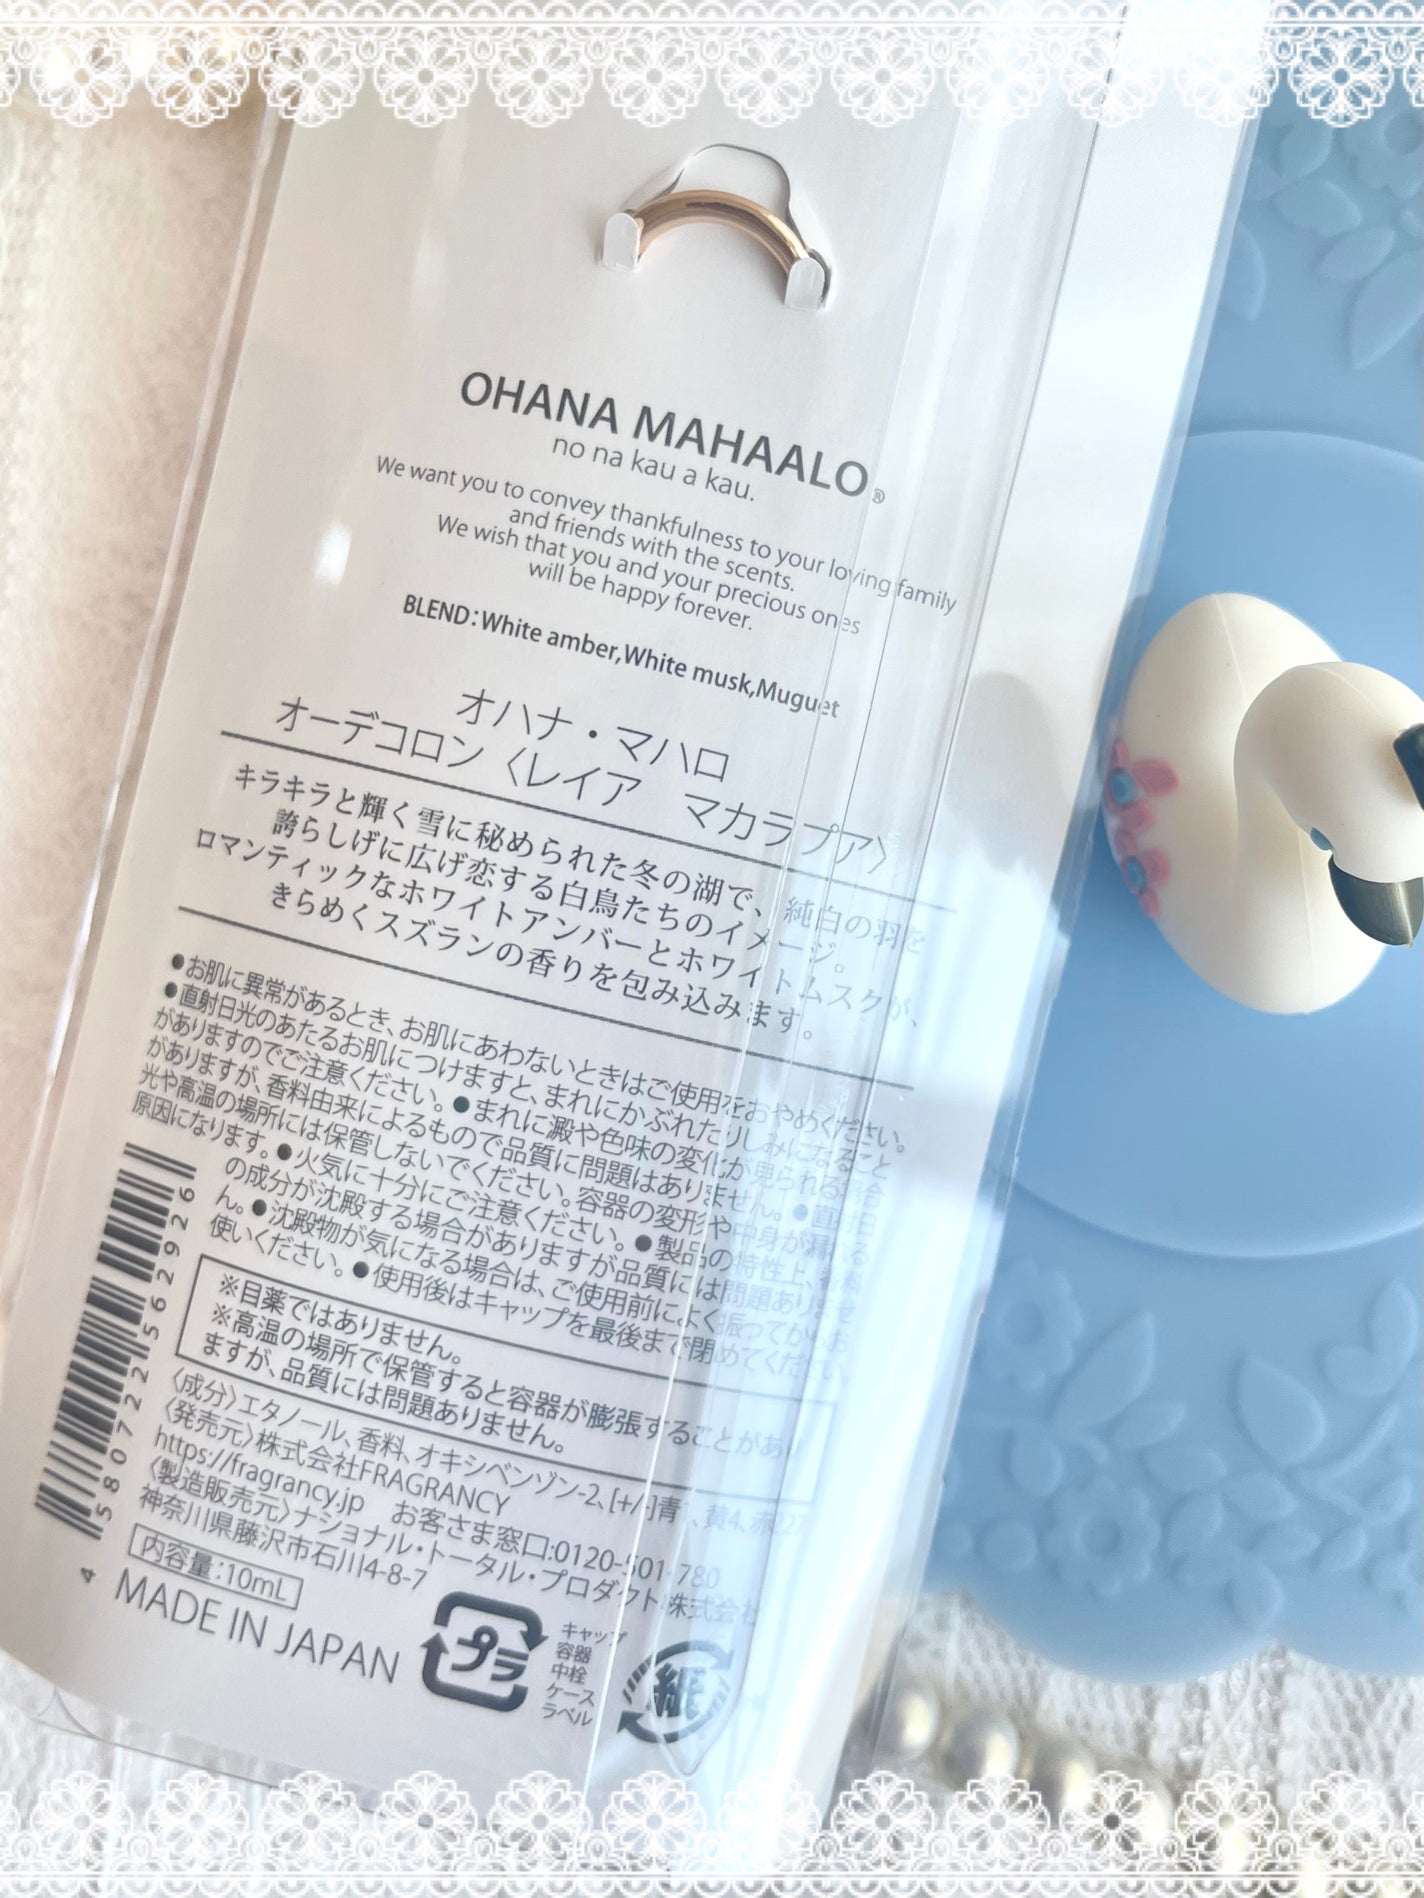 OHANA MAHAALO®
no na kau a kau.
We want you to convey thankfulness to your loving family
and friends with the scents.
We wish that you and your precious ones
will be happy forever.
BLEND:White amber,White musk,Muguet
オハナ・マハロ
オーデコロン〈レイア マカラプア〉
キラキラと輝く雪に秘められた冬の湖で、純白の羽を
誇らしげに広げ恋する白鳥たちのイメージ。
ロマンティックなホワイトアンバーとホワイトムスクが、
きらめくスズランの香りを包み込みます。
●お肌に異常があるとき、お肌にあわないときはご使用をおやめください。
●直射日光のあたるお肌につけますと、まれにかぶれたりしみになること
がありますのでご注意ください。●まれに澱や色味の変化が見られる場合
がありますが、香料由来によるもので品質に問題はありません。●直射日
光や高温の場所には保管しないでください。容器の変形や中身が漏れる
原因になります。●火気に十分にご注意ください。●製品の特性上、香料
の成分が沈殿する場合がありますが品質には問題ありませ
ん。●沈殿物が気になる場合は、ご使用前によく振ってからお
使いください。●使用後はキャップを最後まで閉めてください。
※目薬ではありません。
※高温の場所で保管すると容器が膨張することがあり
ますが、品質には問題ありません。
〈成分〉エタノール、香料、オキシベンゾン-2、[+/-]青1、黄4、赤227
〈発売元〉株式会社FRAGRANCY
https://fragrancy.jp お客さま窓口:0120-501-780
〈製造販売元〉ナショナル・トータル・プロダクト株式会社
神奈川県藤沢市石川4-8-7
内容量:10mL
MADE IN JAPAN
4580722562926
プラ
キャップ
容器
中栓
ケース
ラベル
紙